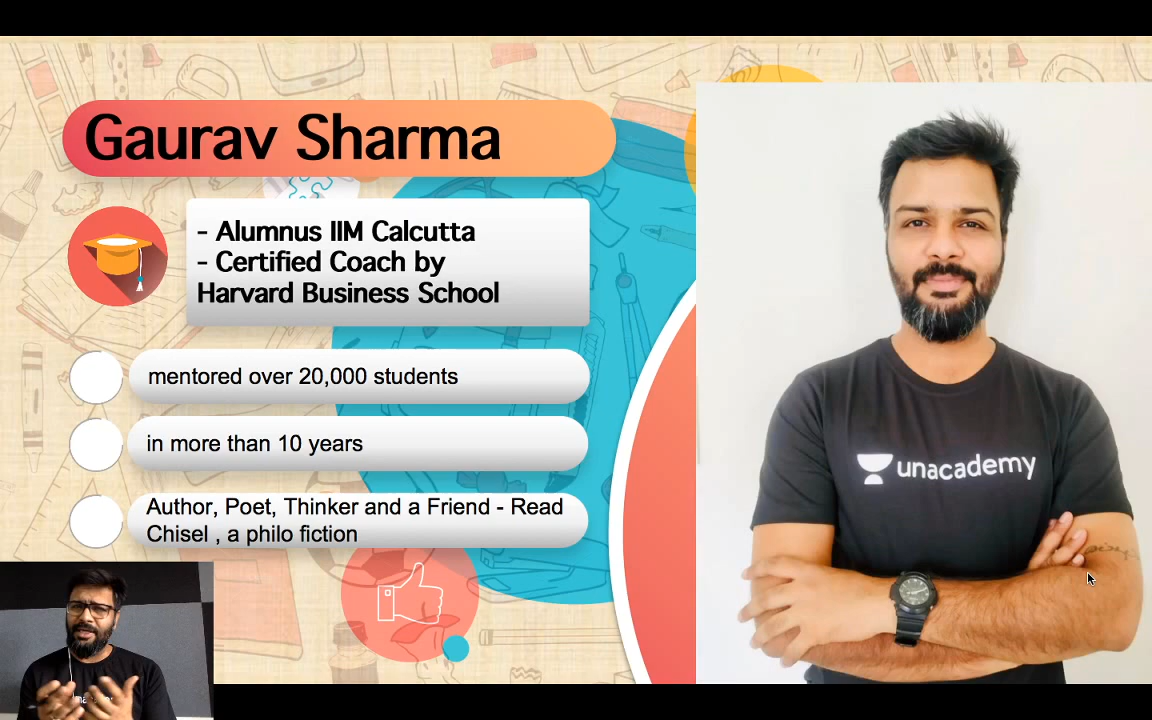 Gaurav Sharma
- Alumnus IIM Calcutta
- Certified Coach by
Harvard Business School
mentored over 20,000 students
in more than 10 years
Author, Poet, Thinker and a Friend - Read
Chisel , a philo fiction
unacademy